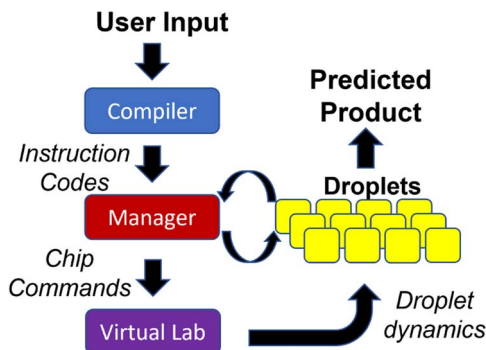 User Input
Compiler
Instruction
Codes
Manager
Chip
Commands
Virtual Lab
Predicted
Product
Droplets
Droplet
dynamics